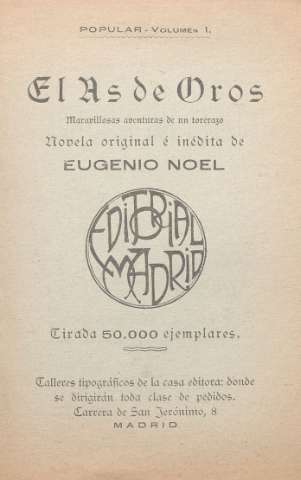 POPULAR - VOLUMEN 1.
El As de Oros
Maravillosas aventuras de un torerazo
Novela original é inédita de
EUGENIO NOEL
EDITORIAL
MADRID
Tirada 50.000 ejemplares.
Talleres tipográficos de la casa editora: donde
se dirigirán toda clase de pedidos.
Carrera de San Jerónimo, 8
MADRID